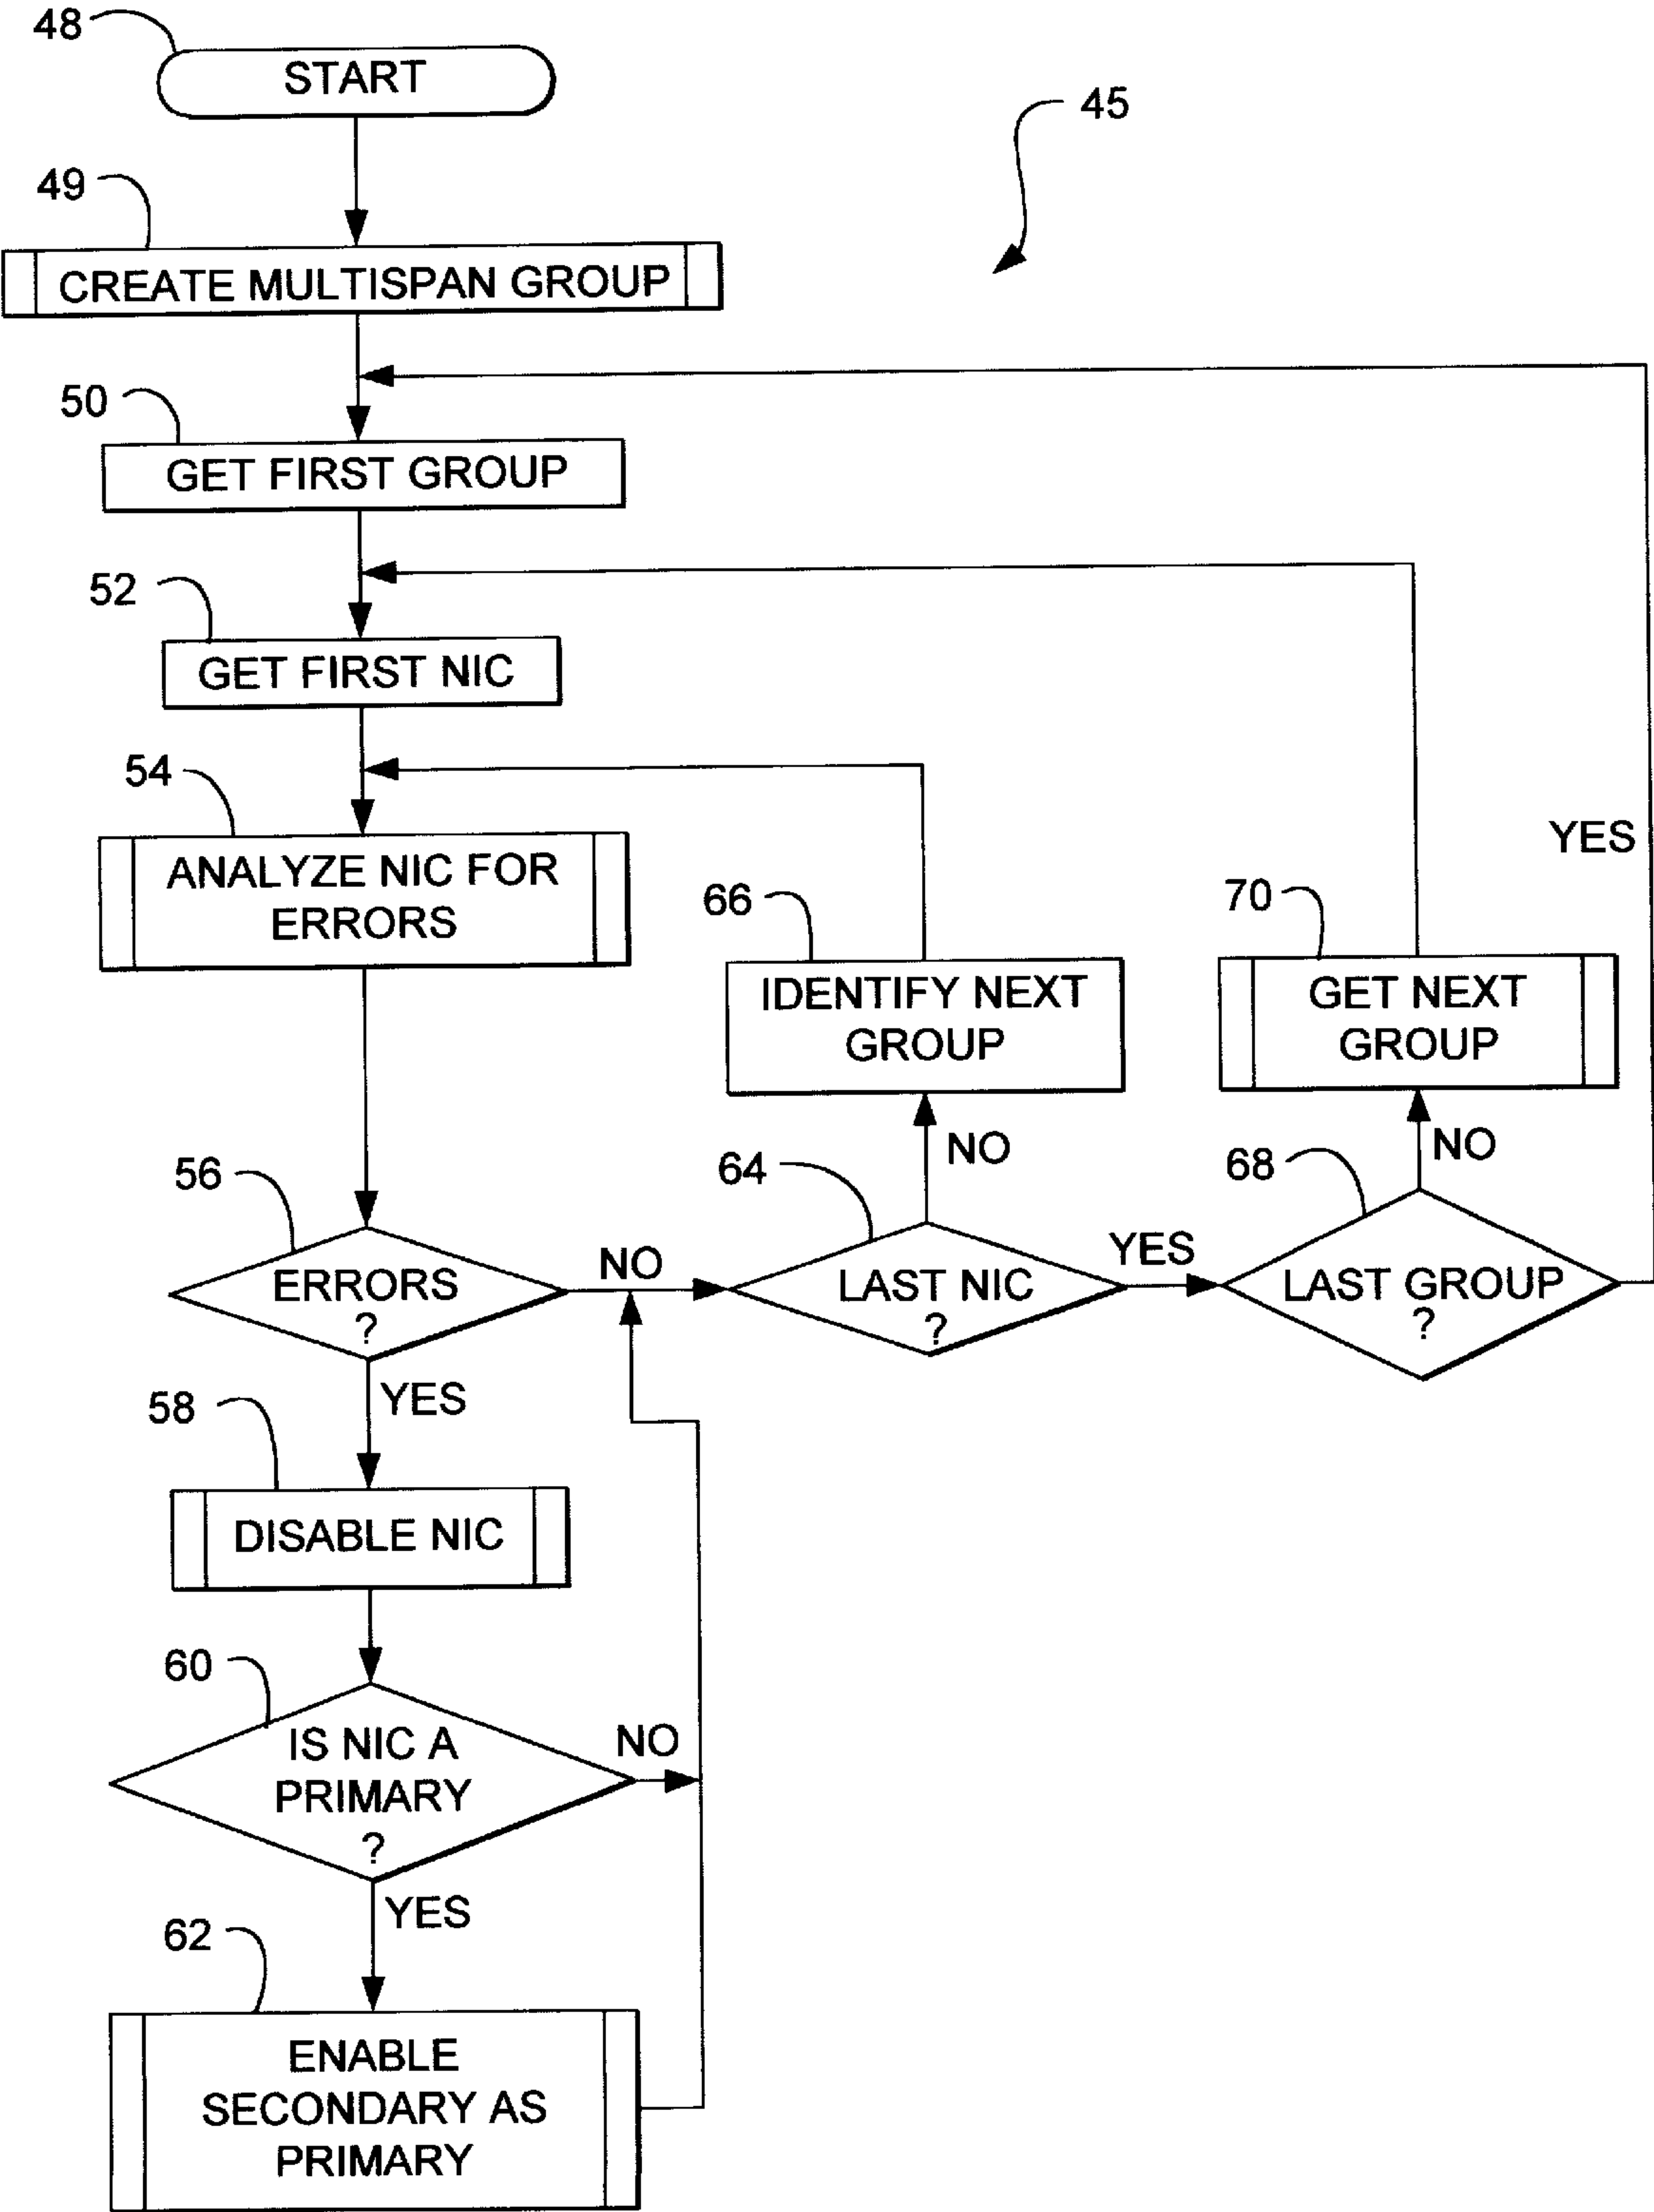 48
START
45
49
CREATE MULTISPAN GROUP
50
GET FIRST GROUP
52
GET FIRST NIC
54
ANALYZE NIC FOR
ERRORS
YES
66
IDENTIFY NEXT
GROUP
70
GET NEXT
GROUP
56
ERRORS
?
NO
64
NO
LAST NIC
?
YES
68
NO
LAST GROUP
?
YES
58
DISABLE NIC
60
IS NIC A
PRIMARY
?
NO
YES
62
ENABLE
SECONDARY AS
PRIMARY